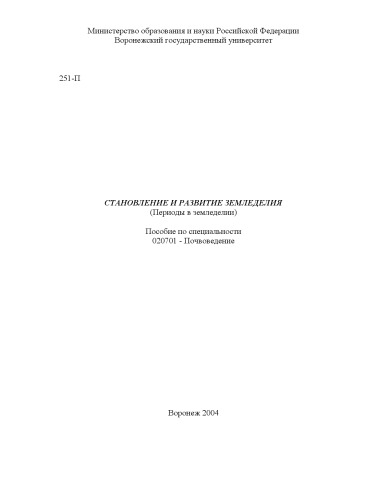 Министерство образования и науки Российской Федерации
Воронежский государственный университет
251-П
СТАНОВЛЕНИЕ И РАЗВИТИЕ ЗЕМЛЕДЕЛИЯ
(Периоды в земледелии)
Пособие по специальности
020701 - Почвоведение
Воронеж 2004